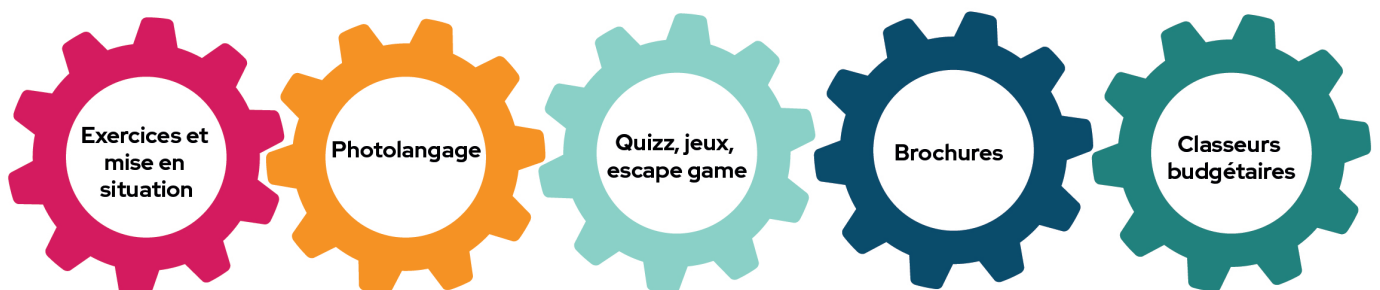 Exercices et
mise en
situation
Photolangage
Quizz, jeux,
escape game
Brochures
Classeurs
budgétaires